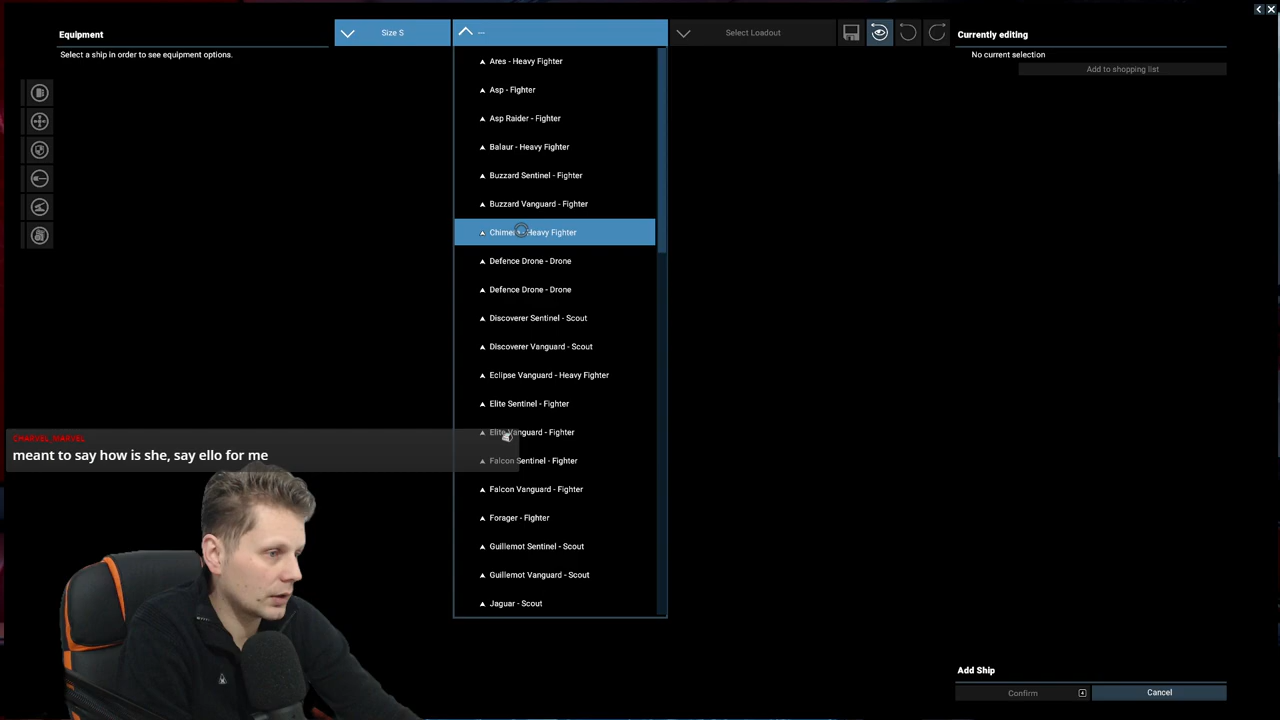 Equipment
Select a ship in order to see equipment options.
Size S
---
Select Loadout
Currently editing
No current selection
Add to shopping list
Ares - Heavy Fighter
Asp - Fighter
Asp Raider - Fighter
Balaur - Heavy Fighter
Buzzard Sentinel - Fighter
Buzzard Vanguard - Fighter
Chimera - Heavy Fighter
Defence Drone - Drone
Defence Drone - Drone
Discoverer Sentinel - Scout
Discoverer Vanguard - Scout
Eclipse Vanguard - Heavy Fighter
Elite Sentinel - Fighter
Elite Vanguard - Fighter
Falcon Sentinel - Fighter
Falcon Vanguard - Fighter
Forager - Fighter
Guillemot Sentinel - Scout
Guillemot Vanguard - Scout
Jaguar - Scout
CHARVEL_MARVEL
meant to say how is she, say ello for me
Add Ship
Confirm
Cancel